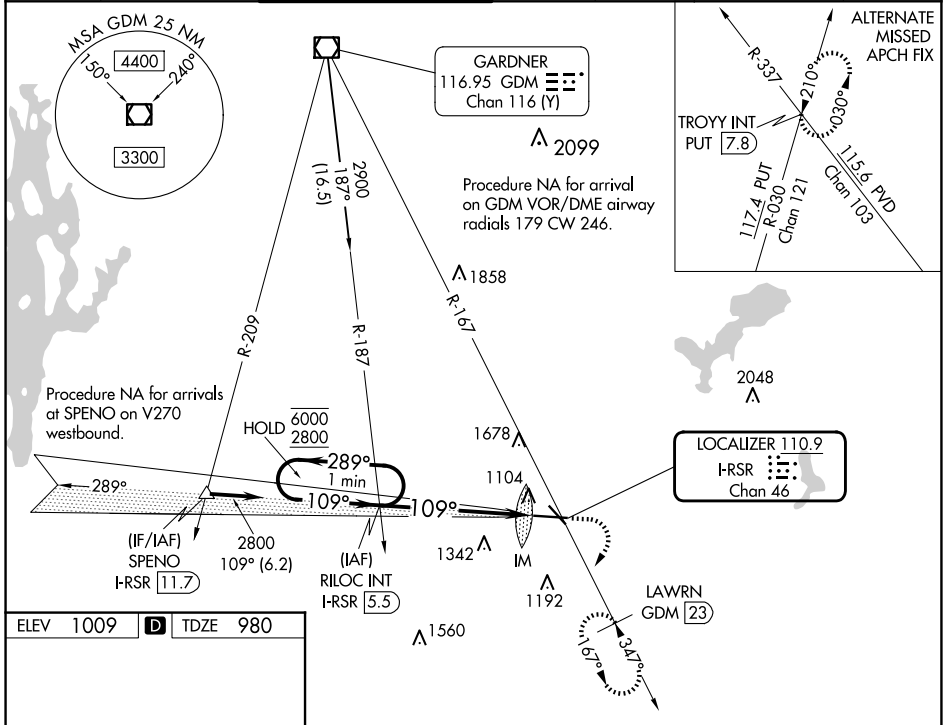 MSA GDM 25 NM
150°
240°
4400
3300
GARDNER
116.95 GDM
Chan 116 (Y)
2099
Procedure NA for arrival
on GDM VOR/DME airway
radials 179 CW 246.
ALTERNATE
MISSED
APCH FIX
R-337
210°
030°
TROYY INT
PUT 7.8
117.4 PUT
R-030
Chan 121
115.6 PVD
Chan 103
2900
187°
(16.5)
1858
R-209
R-187
R-167
2048
Procedure NA for arrivals
at SPENO on V270
westbound.
HOLD
6000
2800
289°
1 min
109°
109°
289°
1678
1104
LOCALIZER 110.9
I-RSR
Chan 46
(IF/IAF)
SPENO
I-RSR 11.7
2800
109° (6.2)
(IAF)
RILOC INT
I-RSR 5.5
1342
IM
1192
LAWRN
GDM 23
1560
167°
347°
ELEV 1009 D TDZE 980